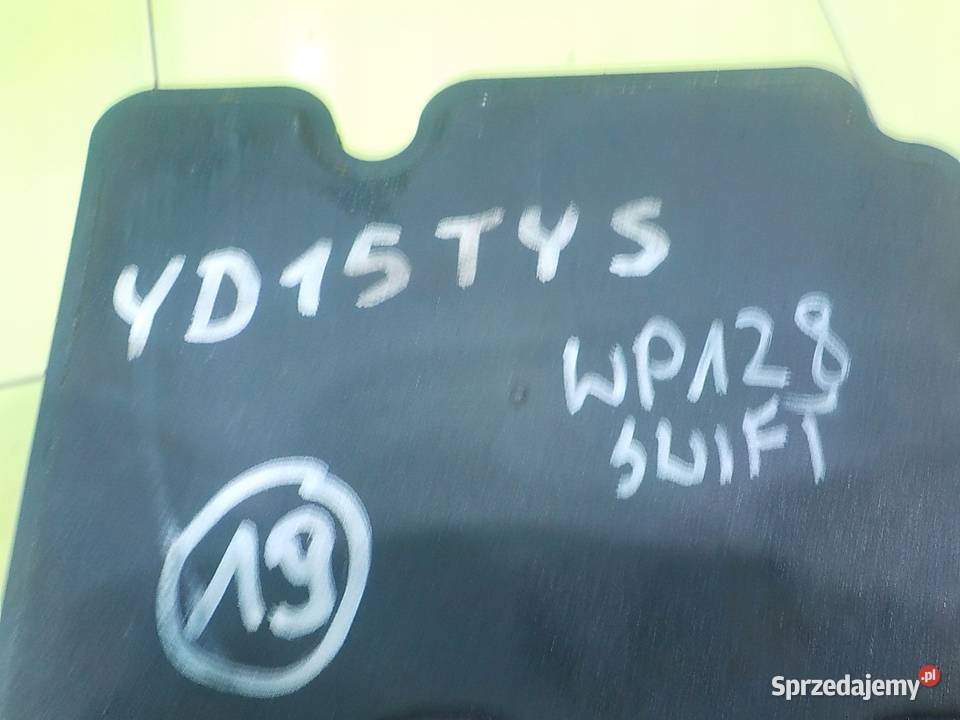 YD15TYS
WP128
SWIFT
19
Sprzedajemy.pl